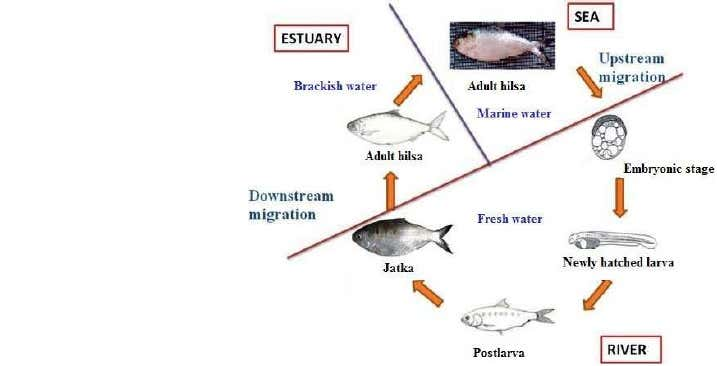 SEA
ESTUARY
Upstream
migration
Brackish water
Adult hilsa
Marine water
Adult hilsa
Embryonic stage
Downstream
migration
Fresh water
Newly hatched larva
Jatka
Postlarva
RIVER